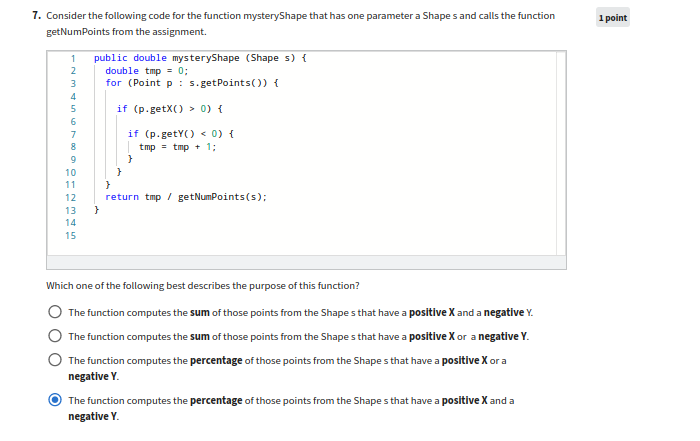 7. Consider the following code for the function mysteryShape that has one parameter a Shape s and calls the function
1 point
getNumPoints from the assignment.
1 public double mysteryShape (Shape s) {
2 double tmp = 0;
3 for (Point p : s.getPoints()) {
4
5 if (p.getX() > 0) {
6
7 if (p.getY() < 0) {
8 tmp = tmp + 1;
9 }
10 }
11 }
12 return tmp / getNumPoints(s);
13 }
14
15
Which one of the following best describes the purpose of this function?
The function computes the sum of those points from the Shape s that have a positive X and a negative Y.
The function computes the sum of those points from the Shape s that have a positive X or a negative Y.
The function computes the percentage of those points from the Shape s that have a positive X or a
negative Y.
The function computes the percentage of those points from the Shape s that have a positive X and a
negative Y.